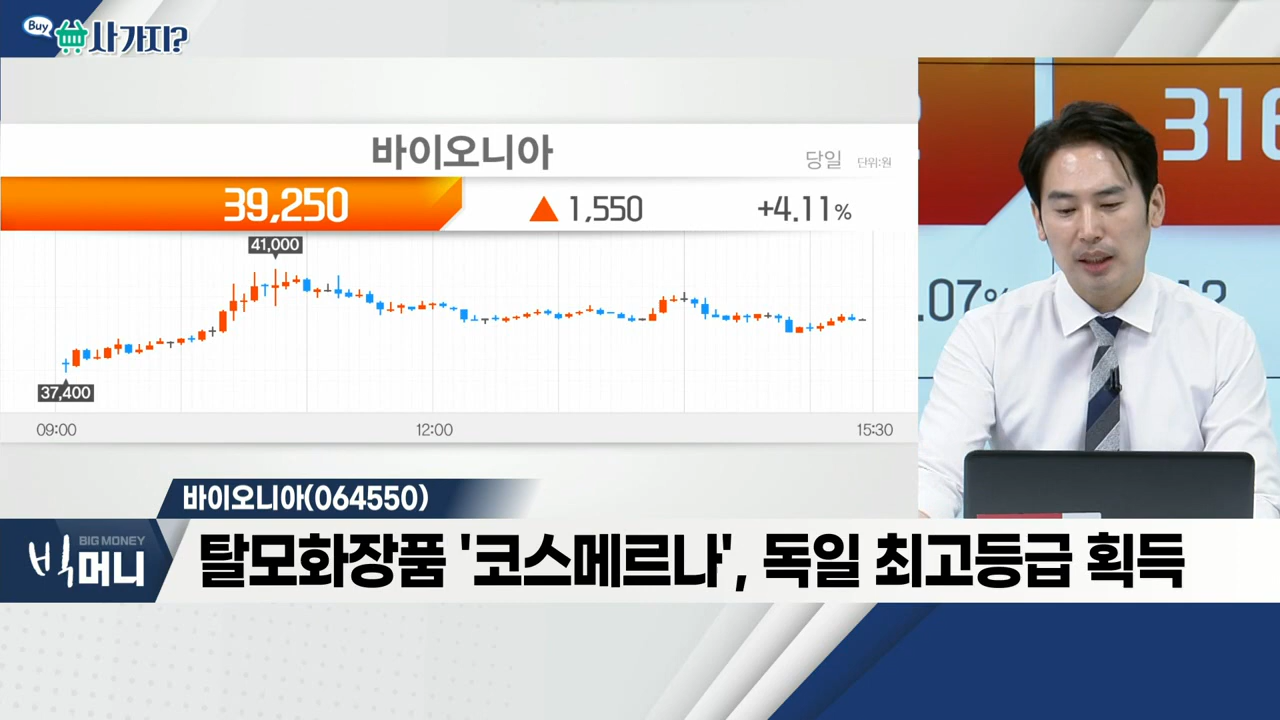 Buy
사가지?
바이오니아
당일 단위:원
39,250 ▲ 1,550 +4.11%
41,000
37,400
09:00 12:00 15:30
316
.07%
12
바이오니아(064550)
BIG MONEY
빅머니
탈모화장품 '코스메르나', 독일 최고등급 획득